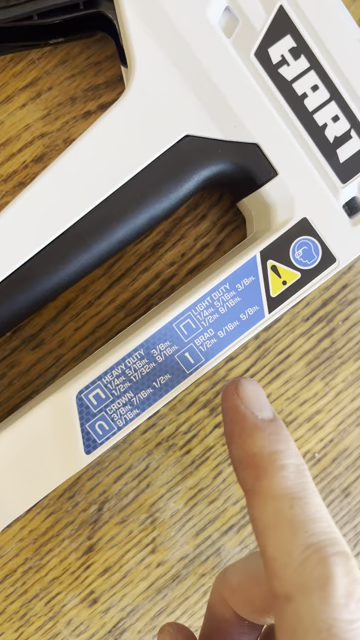 HART
HEAVY DUTY
1/4IN. 5/16IN. 3/8IN.
1/2IN. 17/32IN. 9/16IN.
CROWN
3/8IN. 7/16IN. 1/2IN.
9/16IN.
LIGHT DUTY
1/4IN. 5/16IN. 3/8IN.
1/2IN. 9/16IN.
BRAD
1/2IN. 9/16IN. 5/8IN.